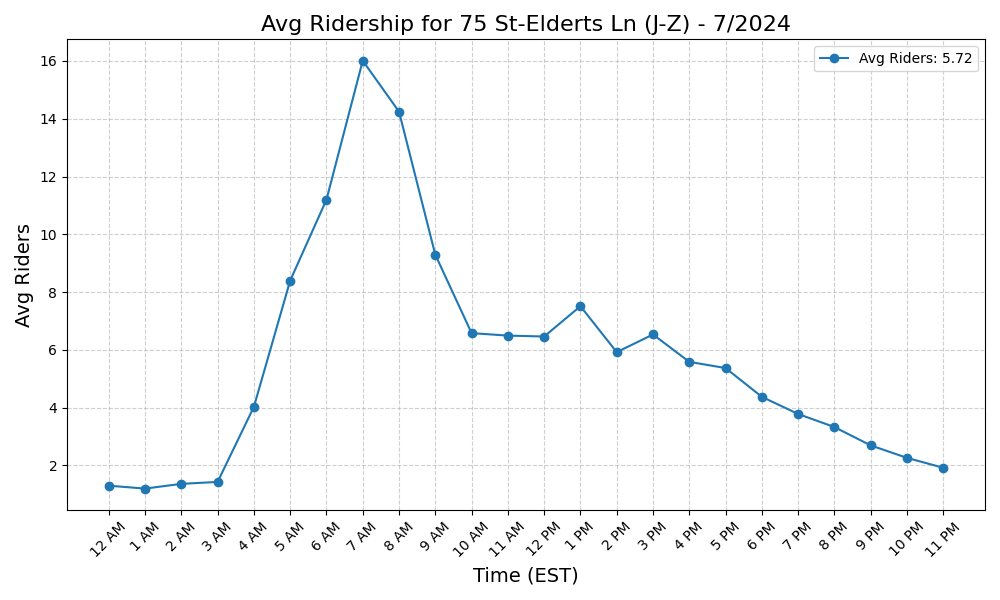 Avg Ridership for 75 St-Elderts Ln (J-Z) - 7/2024
Avg Riders: 5.72
Avg Riders
16
14
12
10
8
6
4
2
12 AM
1 AM
2 AM
3 AM
4 AM
5 AM
6 AM
7 AM
8 AM
9 AM
10 AM
11 AM
12 PM
1 PM
2 PM
3 PM
4 PM
5 PM
6 PM
7 PM
8 PM
9 PM
10 PM
11 PM
Time (EST)